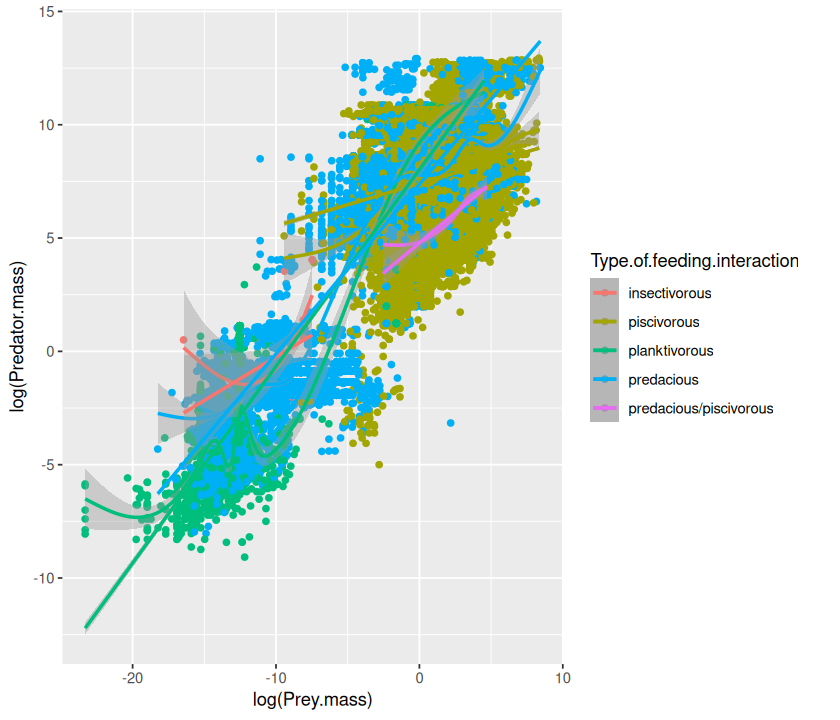 15
10
5
0
-5
-10
log(Predator.mass)
-20
-10
0
10
log(Prey.mass)
Type.of.feeding.interaction
insectivorous
piscivorous
planktivorous
predacious
predacious/piscivorous